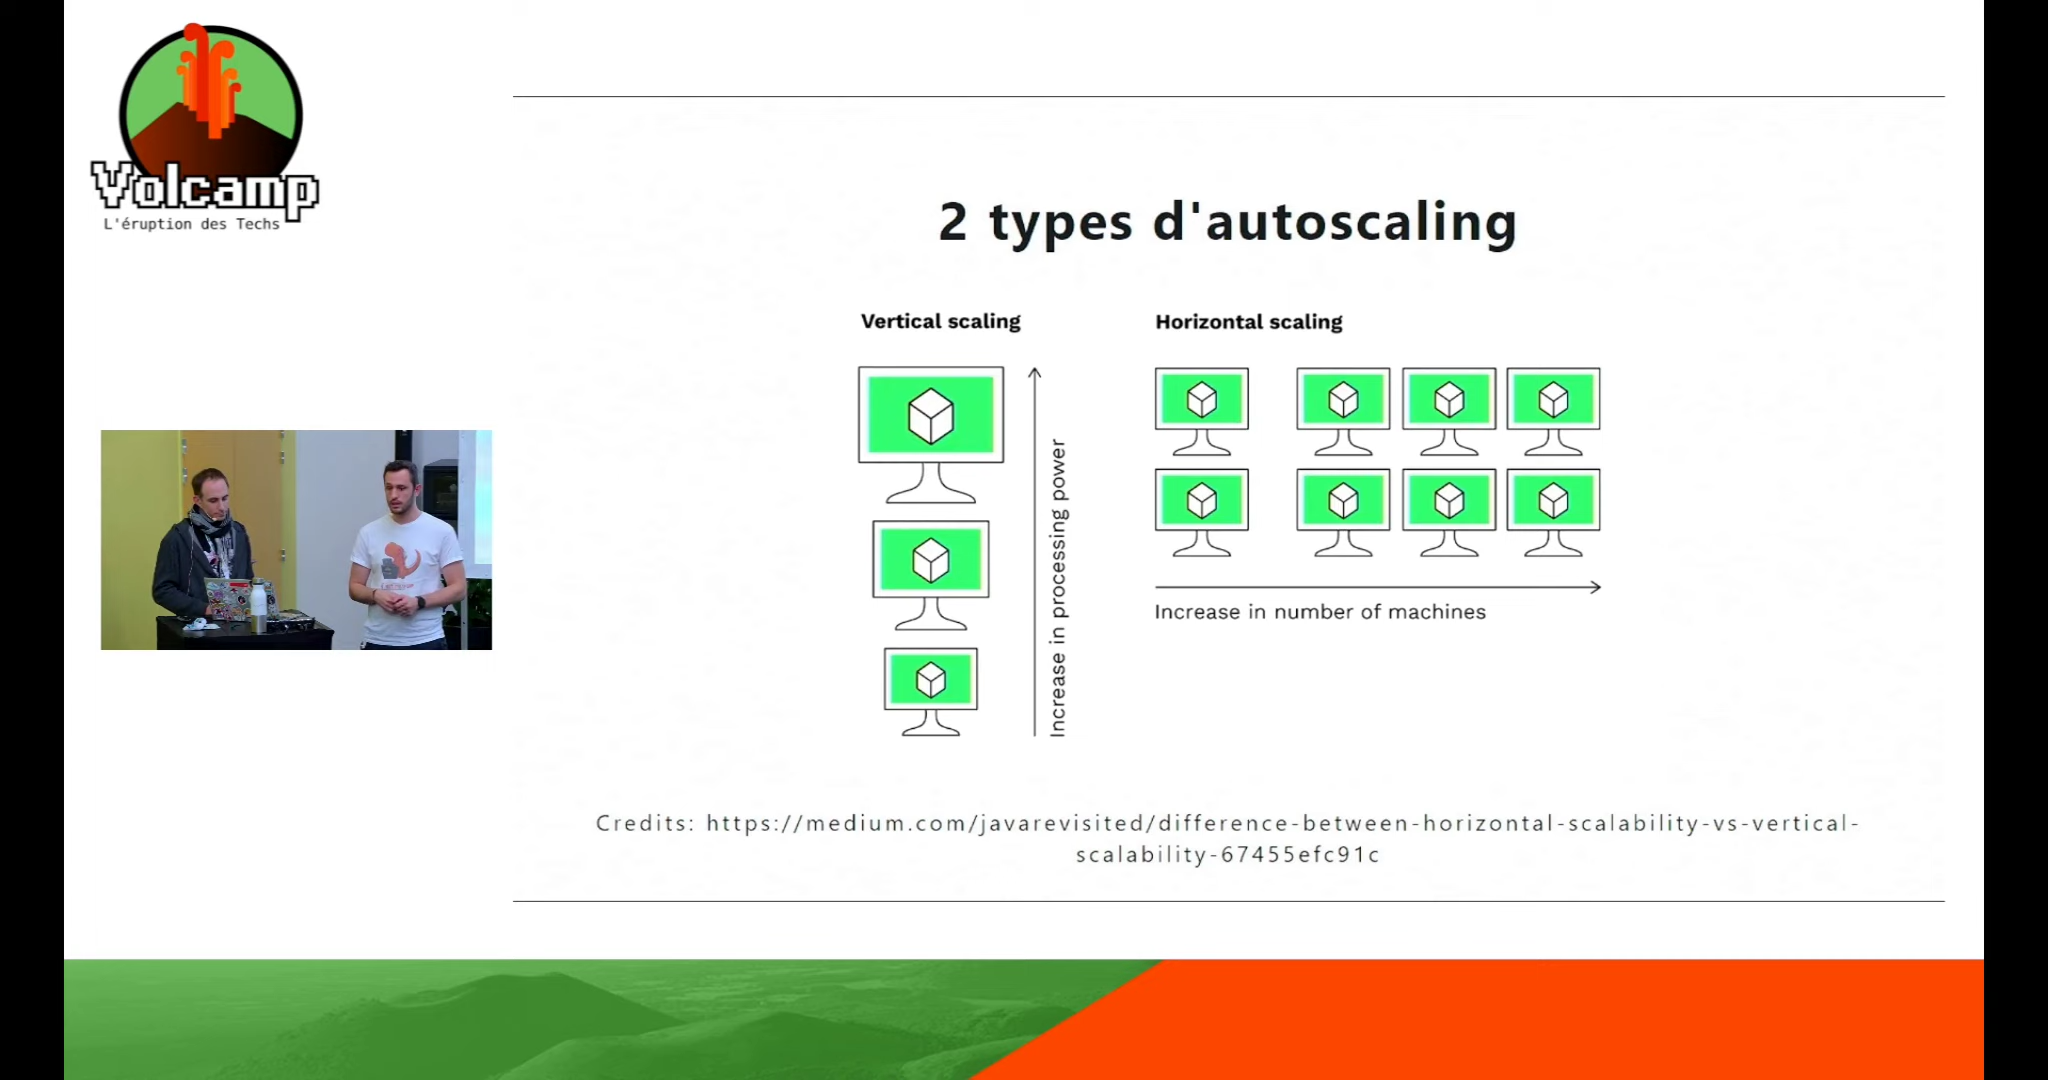 Volcamp
L'éruption des Techs
2 types d'autoscaling
Vertical scaling
Increase in processing power
Horizontal scaling
Increase in number of machines
Credits: https://medium.com/javarevisited/difference-between-horizontal-scalability-vs-vertical-
scalability-67455efc91c